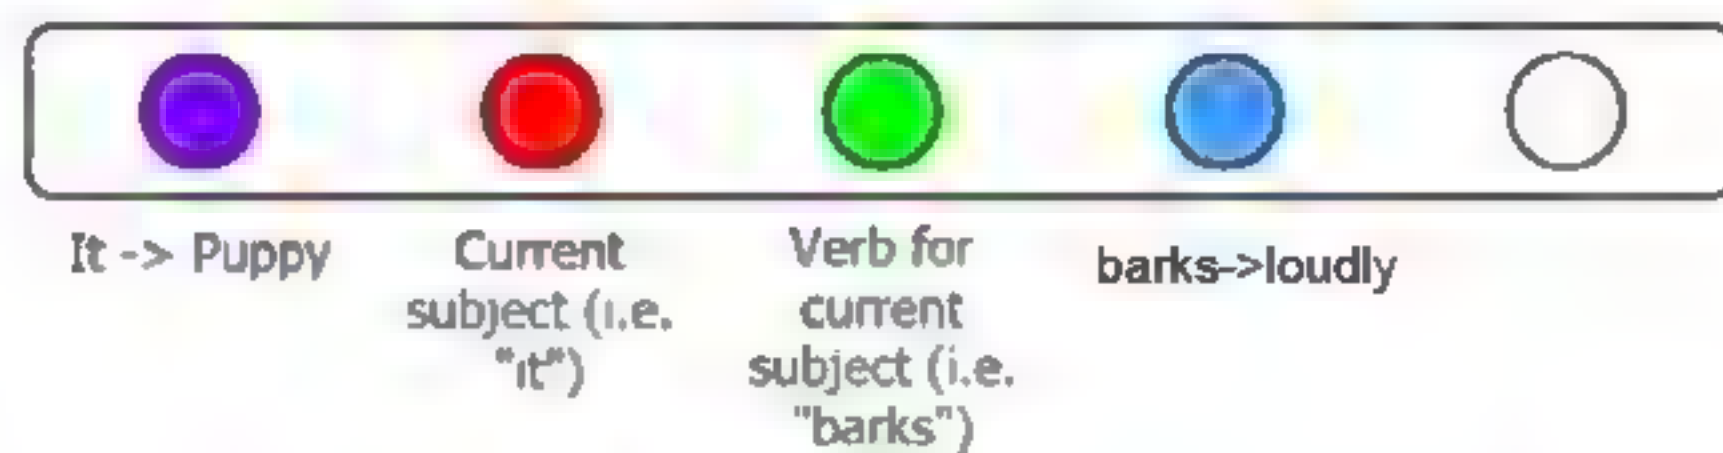 It -> Puppy
Current
subject (i.e.
"it")
Verb for
current
subject (i.e.
"barks")
barks->loudly